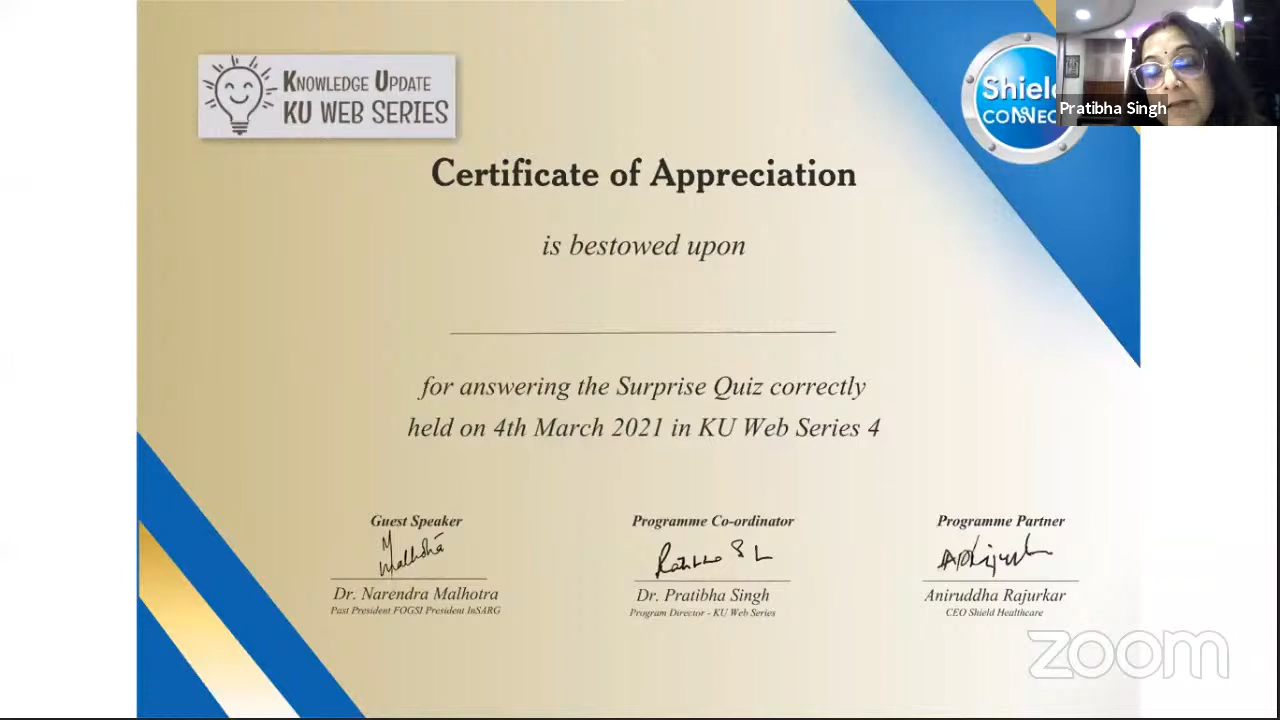 KNOWLEDGE UPDATE
KU WEB SERIES
Shiel
CONNEC
Pratibha Singh
Certificate of Appreciation
is bestowed upon
for answering the Surprise Quiz correctly
held on 4th March 2021 in KU Web Series 4
Guest Speaker
Programme Co-ordinator
Programme Partner
Malhotra
Dr. Narendra Malhotra
Dr. Pratibha Singh
Aniruddha Rajurkar
Past President FOGSI President InSARG
Program Director - KU Web Series
CEO Shield Healthcare
zoom